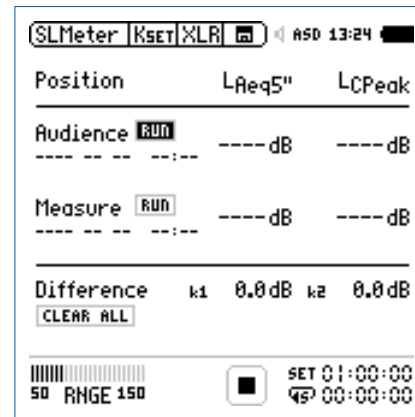 SLMeter KSET XLR ASD 13:24
Position LAeq5" LCPeak
Audience RUN ----dB ----dB
---- -- -- --:--
Measure RUN ----dB ----dB
---- -- -- --:--
Difference k1 0.0dB k2 0.0dB
CLEAR ALL
SET 01:00:00
50 RNGE 150 00:00:00